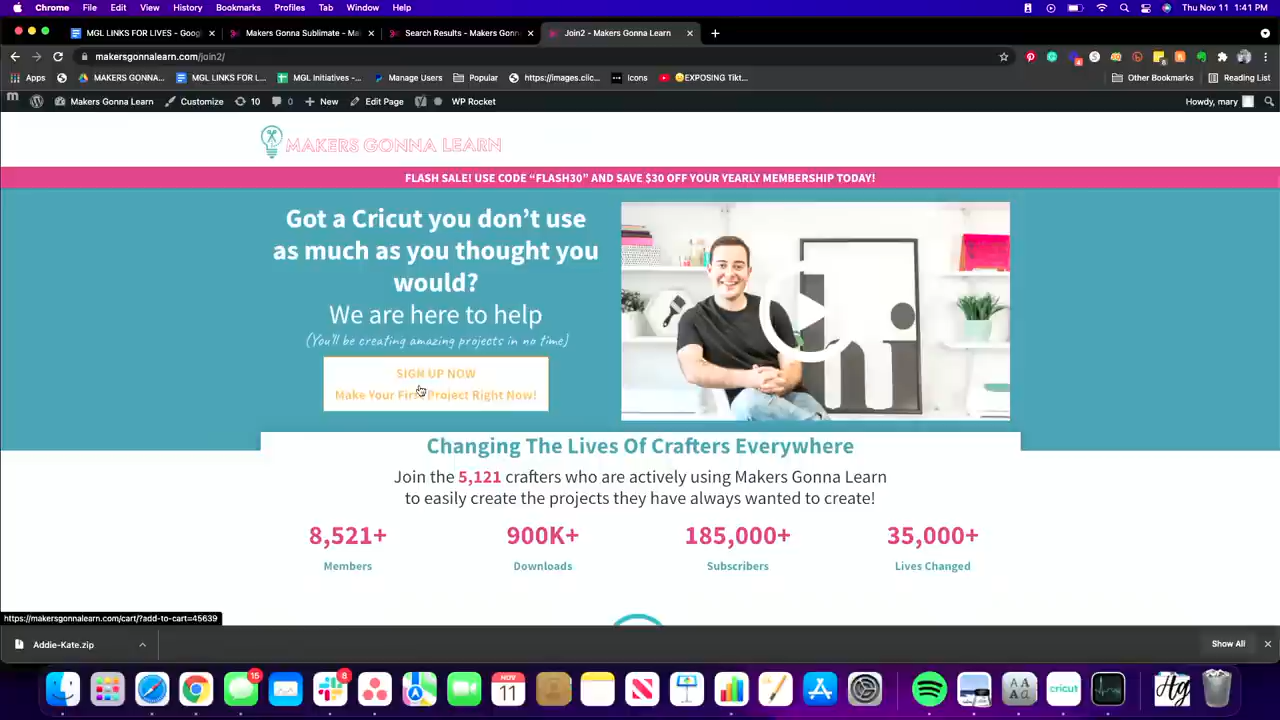 Chrome File Edit View History Bookmarks Profiles Tab Window Help Thu Nov 11 1:41 PM
MGL LINKS FOR LIVES - Goog Makers Gonna Sublimate - Ma Search Results - Makers Gonn Join2 - Makers Gonna Learn
makersgonnalearn.com/join2/
Apps MAKERS GONNA... MGL LINKS FOR L... MGL Initiatives -... Manage Users Popular https://images.clic... Icons EXPOSING Tikt... Other Bookmarks Reading List
Makers Gonna Learn Customize 10 0 New Edit Page WP Rocket Howdy, mary
MAKERS GONNA LEARN
FLASH SALE! USE CODE “FLASH30” AND SAVE $30 OFF YOUR YEARLY MEMBERSHIP TODAY!
Got a Cricut you don’t use
as much as you thought you
would?
We are here to help
(You'll be creating amazing projects in no time)
SIGN UP NOW
Make Your First Project Right Now!
Changing The Lives Of Crafters Everywhere
Join the 5,121 crafters who are actively using Makers Gonna Learn
to easily create the projects they have always wanted to create!
8,521+ 900K+ 185,000+ 35,000+
Members Downloads Subscribers Lives Changed
https://makersgonnalearn.com/cart/?add-to-cart=45639
Addie-Kate.zip Show All
15 8 NOV 11 cricut Hg